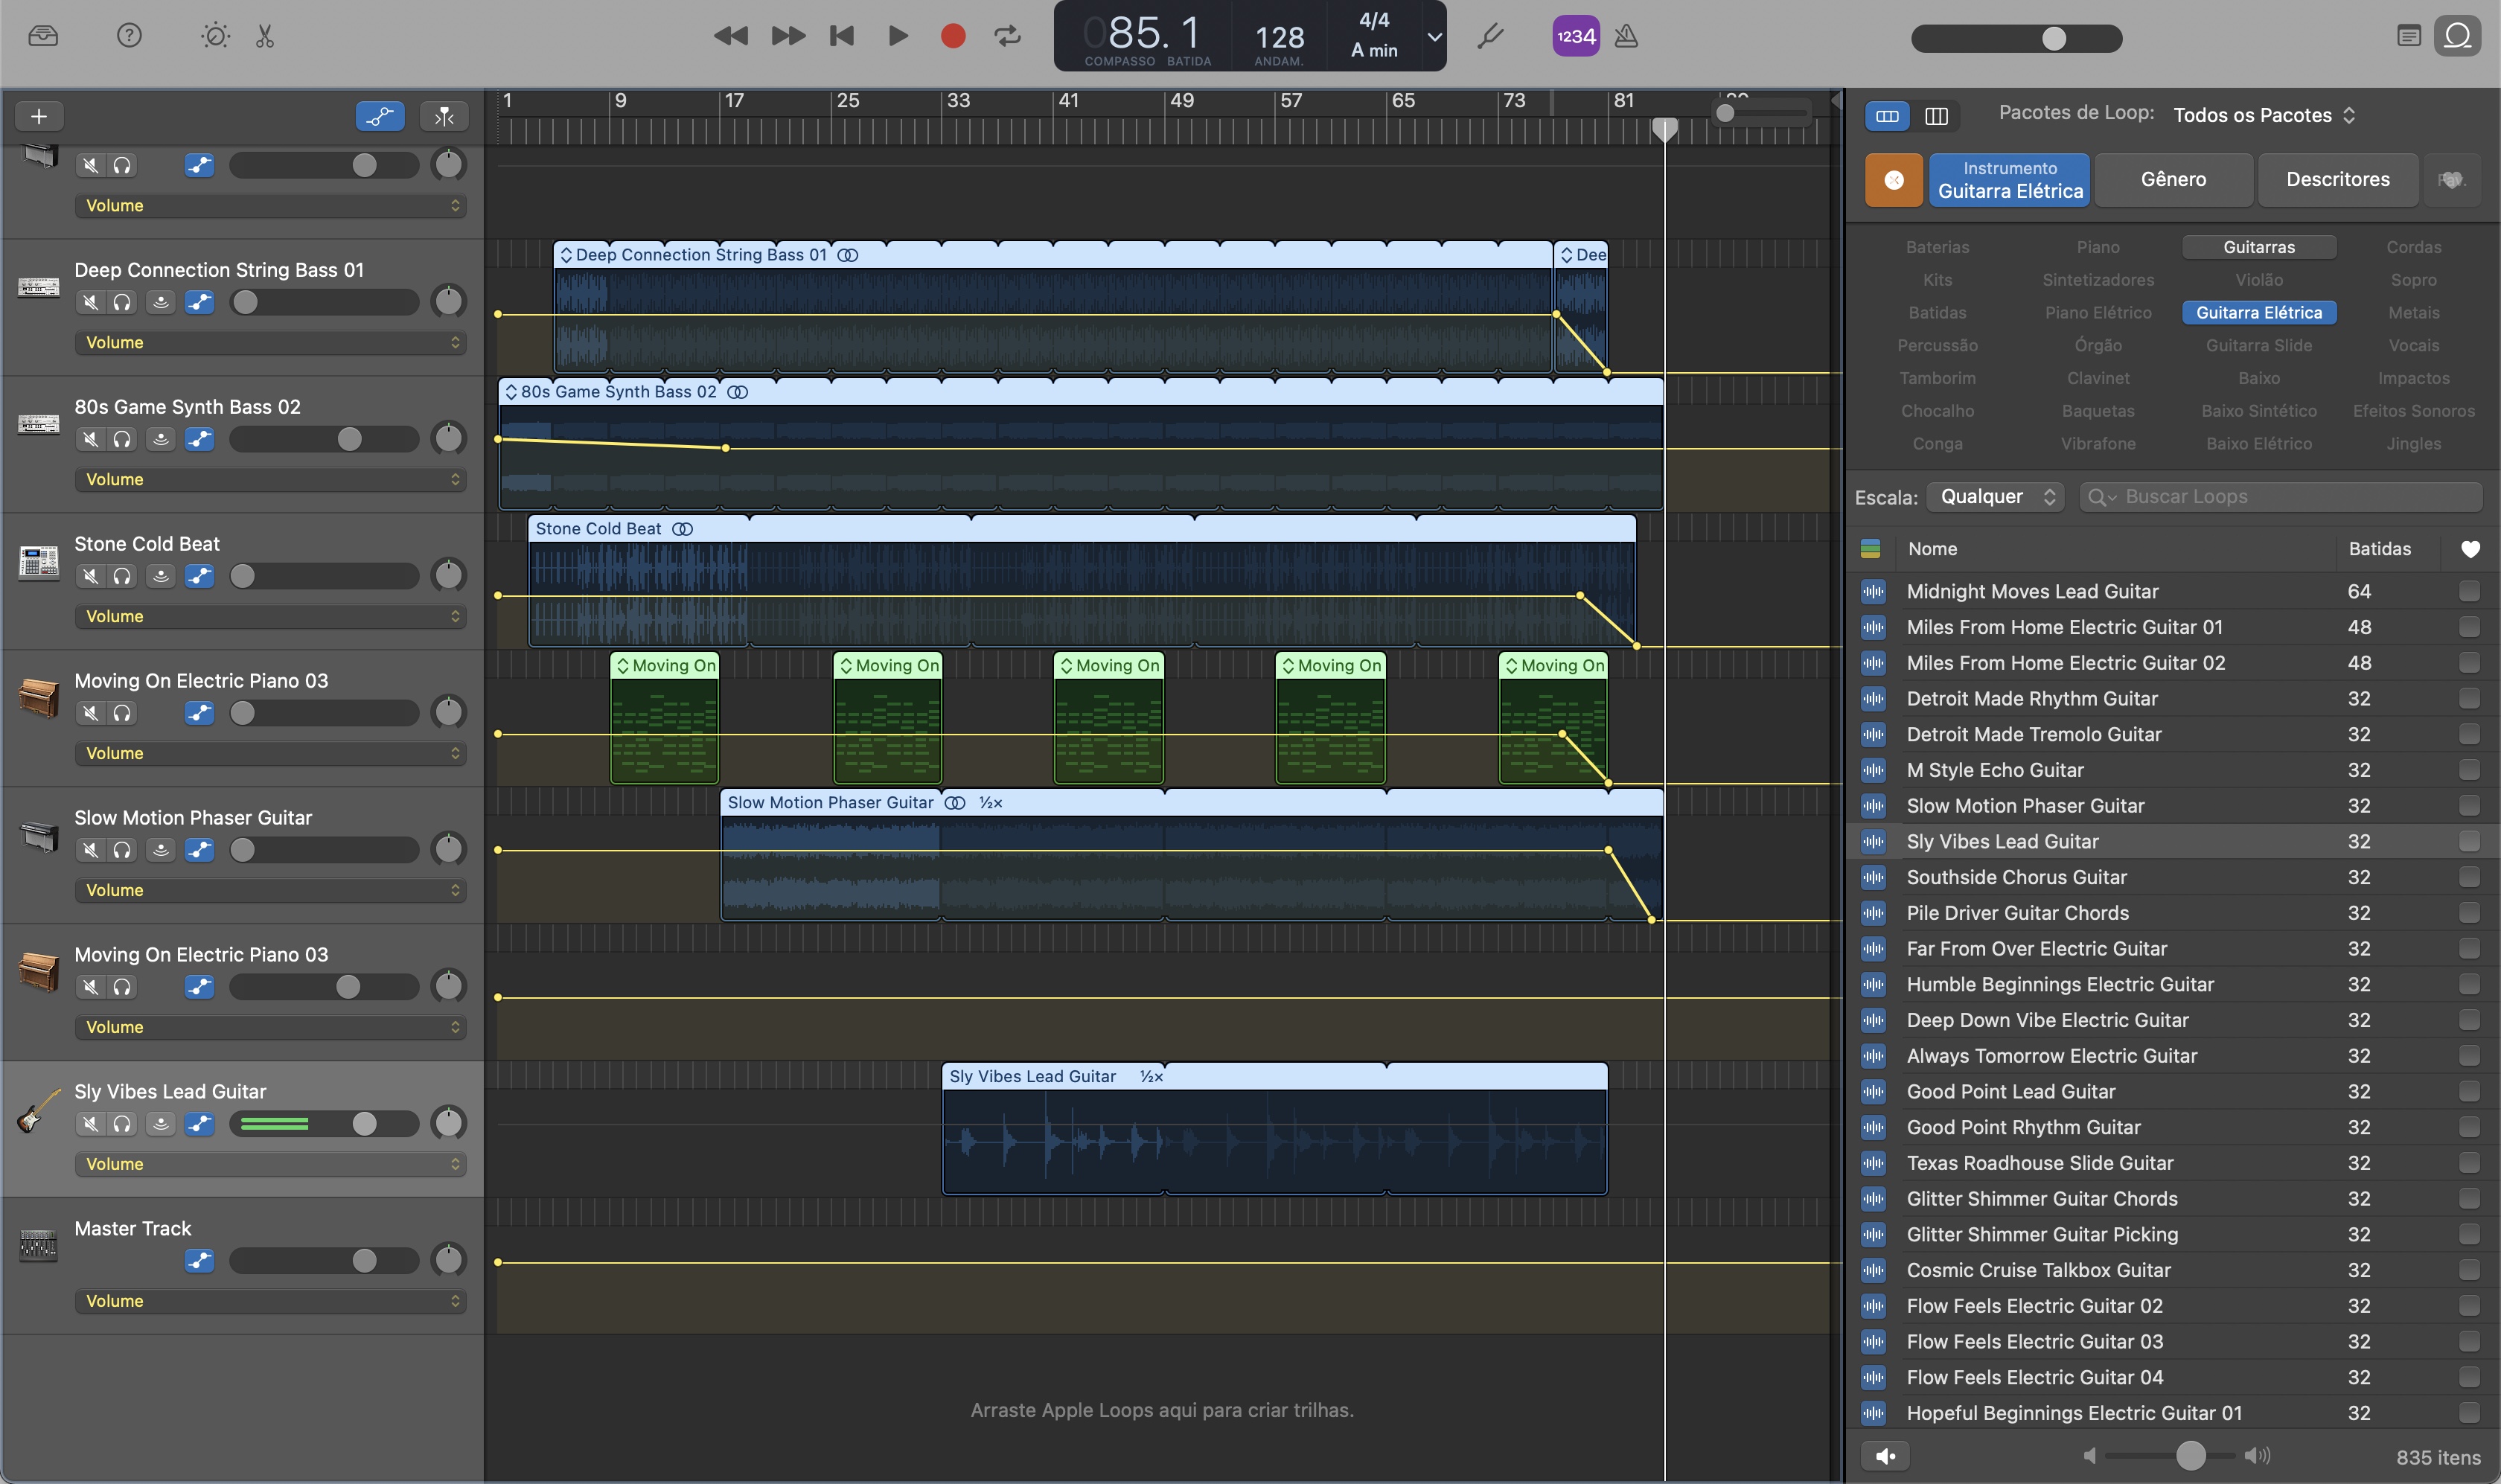 085. 1
COMPASSO BATIDA
128
ANDAM.
4/4
A min
1234
1 9 17 25 33 41 49 57 65 73 81
Volume
Deep Connection String Bass 01
Volume
80s Game Synth Bass 02
Volume
Stone Cold Beat
Volume
Moving On Electric Piano 03
Volume
Slow Motion Phaser Guitar
Volume
Moving On Electric Piano 03
Volume
Sly Vibes Lead Guitar
Volume
Master Track
Volume
Deep Connection String Bass 01
Dee
80s Game Synth Bass 02
Stone Cold Beat
Moving On
Moving On
Moving On
Moving On
Moving On
Slow Motion Phaser Guitar ½×
Sly Vibes Lead Guitar ½×
Arraste Apple Loops aqui para criar trilhas.
Pacotes de Loop: Todos os Pacotes
Instrumento
Guitarra Elétrica
Gênero
Descritores
Baterias Piano Guitarras Cordas
Kits Sintetizadores Violão Sopro
Batidas Piano Elétrico Guitarra Elétrica Metais
Percussão Órgão Guitarra Slide Vocais
Tamborim Clavinet Baixo Impactos
Chocalho Baquetas Baixo Sintético Efeitos Sonoros
Conga Vibrafone Baixo Elétrico Jingles
Escala: Qualquer Buscar Loops
Nome Batidas
Midnight Moves Lead Guitar 64
Miles From Home Electric Guitar 01 48
Miles From Home Electric Guitar 02 48
Detroit Made Rhythm Guitar 32
Detroit Made Tremolo Guitar 32
M Style Echo Guitar 32
Slow Motion Phaser Guitar 32
Sly Vibes Lead Guitar 32
Southside Chorus Guitar 32
Pile Driver Guitar Chords 32
Far From Over Electric Guitar 32
Humble Beginnings Electric Guitar 32
Deep Down Vibe Electric Guitar 32
Always Tomorrow Electric Guitar 32
Good Point Lead Guitar 32
Good Point Rhythm Guitar 32
Texas Roadhouse Slide Guitar 32
Glitter Shimmer Guitar Chords 32
Glitter Shimmer Guitar Picking 32
Cosmic Cruise Talkbox Guitar 32
Flow Feels Electric Guitar 02 32
Flow Feels Electric Guitar 03 32
Flow Feels Electric Guitar 04 32
Hopeful Beginnings Electric Guitar 01 32
835 itens